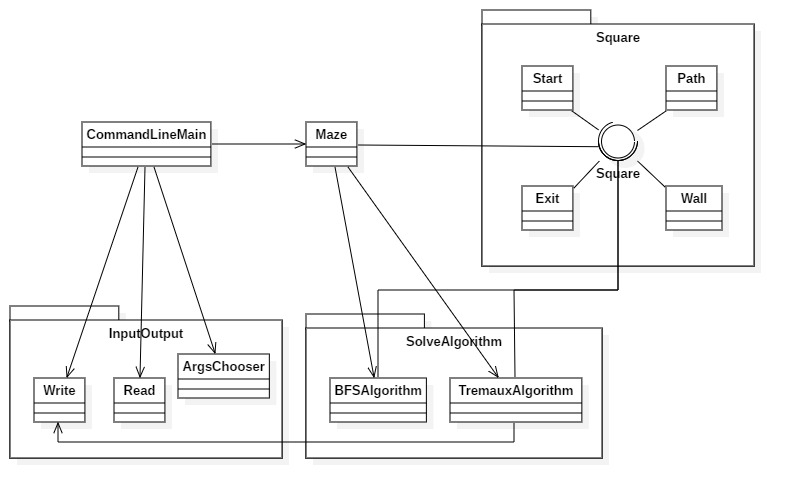 Square
Start
Path
CommandLineMain
Maze
Square
Exit
Wall
InputOutput
SolveAlgorithm
ArgsChooser
Write
Read
BFSAlgorithm
TremauxAlgorithm